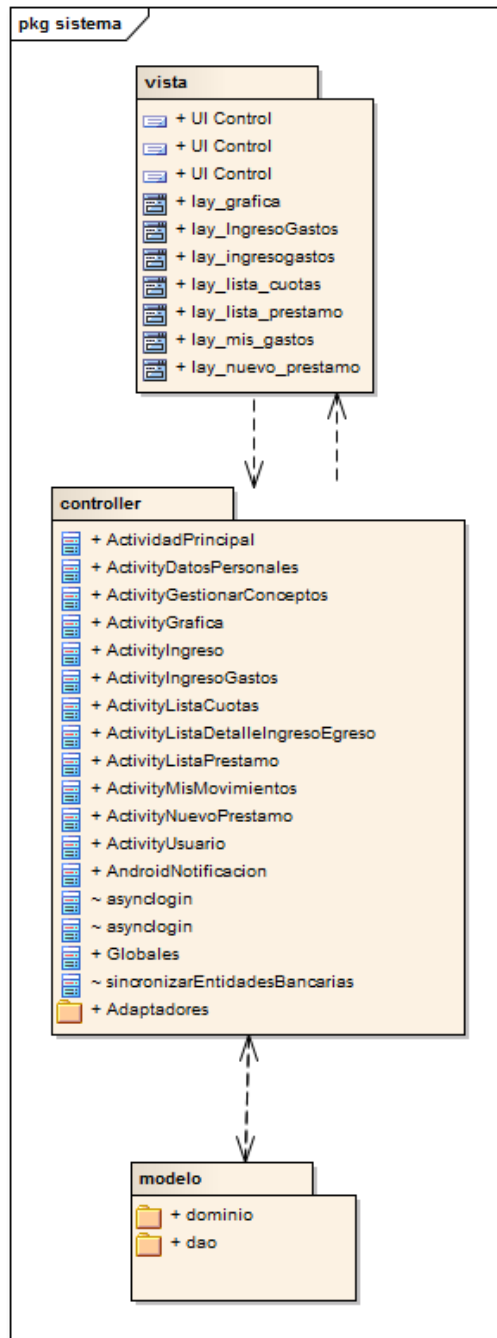 pkg sistema
vista
+ UI Control
+ UI Control
+ UI Control
+ lay_grafica
+ lay_IngresoGastos
+ lay_ingresogastos
+ lay_lista_cuotas
+ lay_lista_prestamo
+ lay_mis_gastos
+ lay_nuevo_prestamo
controller
+ ActividadPrincipal
+ ActivityDatosPersonales
+ ActivityGestionarConceptos
+ ActivityGrafica
+ ActivityIngreso
+ ActivityIngresoGastos
+ ActivityListaCuotas
+ ActivityListaDetalleIngresoEgreso
+ ActivityListaPrestamo
+ ActivityMisMovimientos
+ ActivityNuevoPrestamo
+ ActivityUsuario
+ AndroidNotificacion
~ asynclogin
~ asynclogin
+ Globales
~ sincronizarEntidadesBancarias
+ Adaptadores
modelo
+ dominio
+ dao